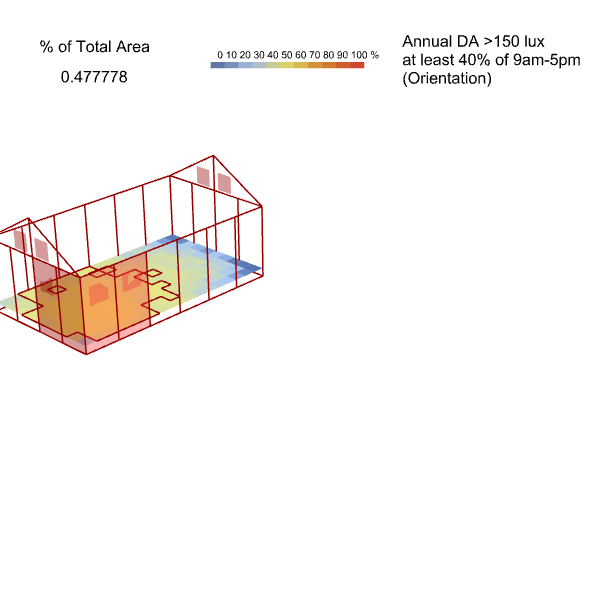 % of Total Area
0.477778
0 10 20 30 40 50 60 70 80 90 100 %
Annual DA >150 lux
at least 40% of 9am-5pm
(Orientation)